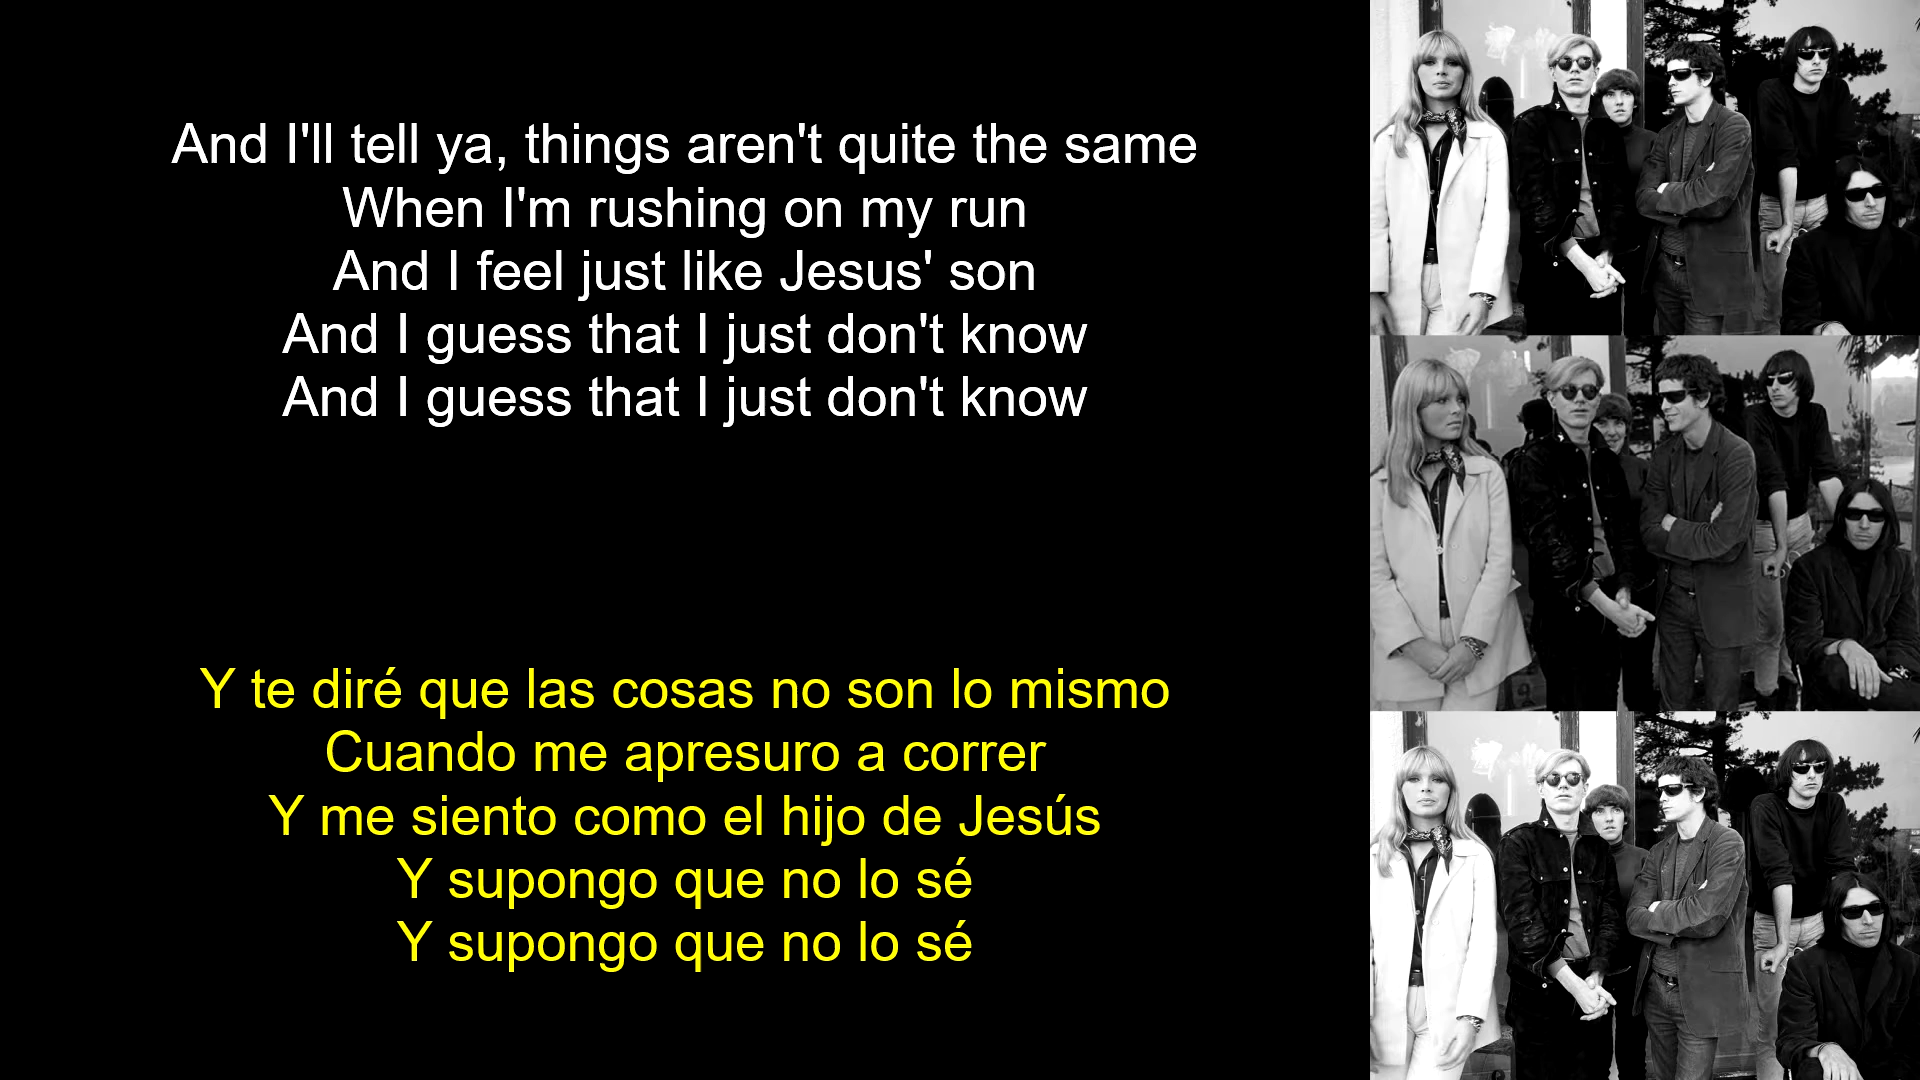 And I'll tell ya, things aren't quite the same
When I'm rushing on my run
And I feel just like Jesus' son
And I guess that I just don't know
And I guess that I just don't know
Y te diré que las cosas no son lo mismo
Cuando me apresuro a correr
Y me siento como el hijo de Jesús
Y supongo que no lo sé
Y supongo que no lo sé